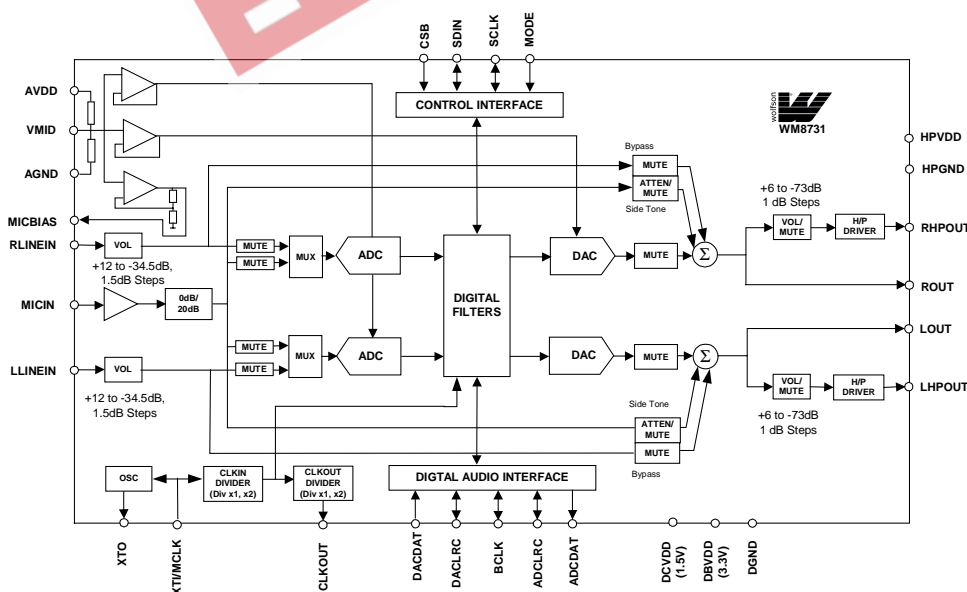 CSB
SDIN
SCLK
MODE
CONTROL INTERFACE
wolfson
WM8731
AVDD
VMID
AGND
MICBIAS
RLINEIN
MICIN
LLINEIN
HPVDD
HPGND
RHPOUT
ROUT
LOUT
LHPOUT
Bypass
MUTE
ATTEN/
MUTE
Side Tone
+6 to -73dB
1 dB Steps
VOL/
MUTE
H/P
DRIVER
VOL
+12 to -34.5dB,
1.5dB Steps
MUTE
MUTE
MUX
ADC
DIGITAL
FILTERS
DAC
MUTE
Σ
0dB/
20dB
MUTE
MUTE
MUX
ADC
DAC
MUTE
Σ
VOL
+12 to -34.5dB,
1.5dB Steps
VOL/
MUTE
H/P
DRIVER
+6 to -73dB
1 dB Steps
Side Tone
ATTEN/
MUTE
MUTE
Bypass
OSC
CLKIN
DIVIDER
(Div x1, x2)
CLKOUT
DIVIDER
(Div x1, x2)
DIGTAL AUDIO INTERFACE
XTO
XTI/MCLK
CLKOUT
DACDAT
DACLRC
BCLK
ADCLRC
ADCDAT
DCVDD
(1.5V)
DBVDD
(3.3V)
DGND